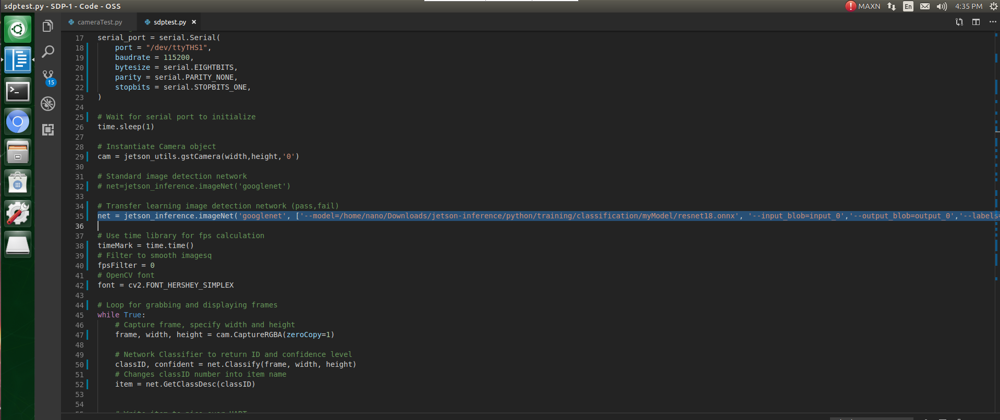 sdptest.py - SDP-1 - Code - OSS
MAXN En 4:35 PM
cameraTest.py sdptest.py ×
15
17 serial_port = serial.Serial(
18 port = "/dev/ttyTHS1",
19 baudrate = 115200,
20 bytesize = serial.EIGHTBITS,
21 parity = serial.PARITY_NONE,
22 stopbits = serial.STOPBITS_ONE,
23 )
24
25 # Wait for serial port to initialize
26 time.sleep(1)
27
28 # Instantiate Camera object
29 cam = jetson_utils.gstCamera(width,height,'0')
30
31 # Standard image detection network
32 # net=jetson_inference.imageNet('googlenet')
33
34 # Transfer learning image detection network (pass,fail)
35 net = jetson_inference.imageNet('googlenet', ['--model=/home/nano/Downloads/jetson-inference/python/training/classification/myModel/resnet18.onnx', '--input_blob=input_0','--output_blob=output_0','--labels=
36
37 # Use time library for fps calculation
38 timeMark = time.time()
39 # Filter to smooth imagesq
40 fpsFilter = 0
41 # OpenCV font
42 font = cv2.FONT_HERSHEY_SIMPLEX
43
44 # Loop for grabbing and displaying frames
45 while True:
46 # Capture frame, specify width and height
47 frame, width, height = cam.CaptureRGBA(zeroCopy=1)
48
49 # Network Classifier to return ID and confidence level
50 classID, confident = net.Classify(frame, width, height)
51 # Changes classID number into item name
52 item = net.GetClassDesc(classID)
53
54